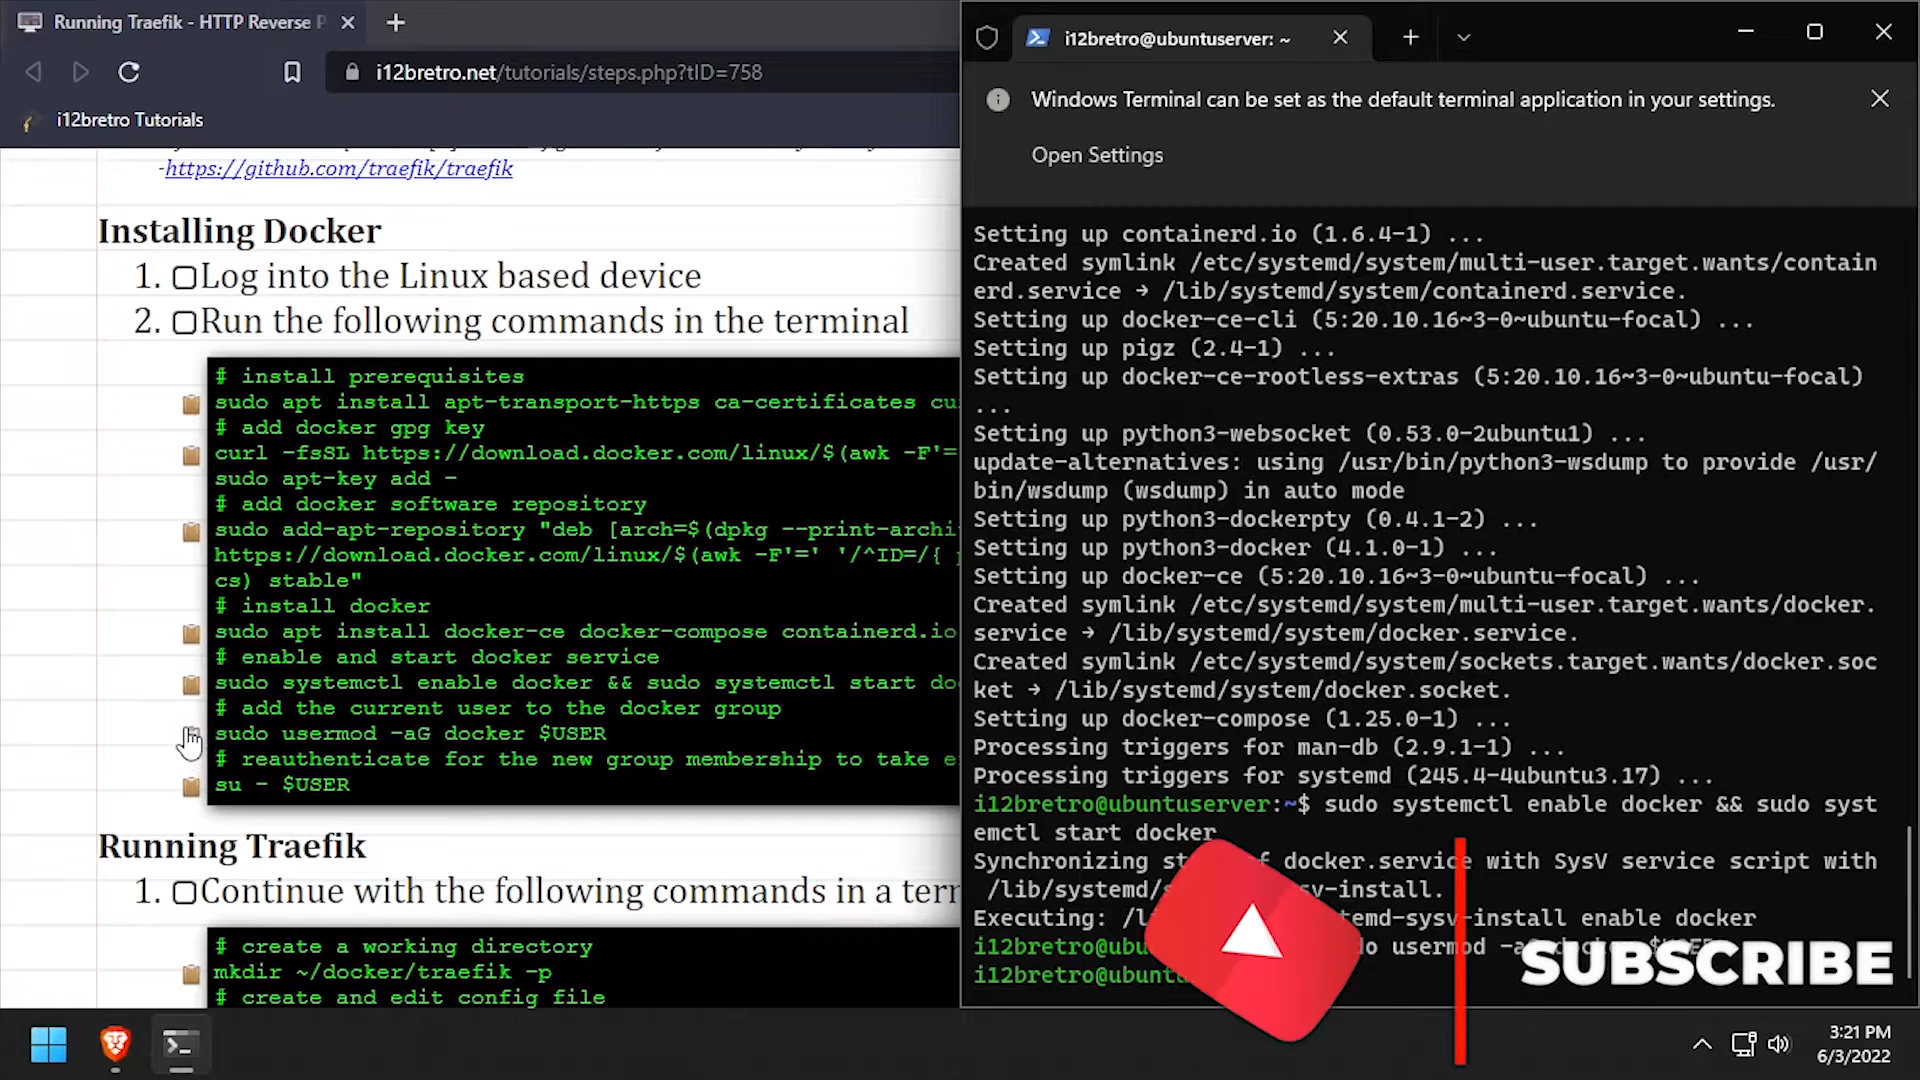 Running Traefik - HTTP Reverse P
i12bretro.net/tutorials/steps.php?tID=758
i12bretro Tutorials
-https://github.com/traefik/traefik
Installing Docker
1. Log into the Linux based device
2. Run the following commands in the terminal
# install prerequisites
sudo apt install apt-transport-https ca-certificates
# add docker gpg key
curl -fsSL https://download.docker.com/linux/$(awk -F'=
sudo apt-key add -
# add docker software repository
sudo add-apt-repository "deb [arch=$(dpkg --print-archi
https://download.docker.com/linux/$(awk -F'=' '/^ID=/{
cs) stable"
# install docker
sudo apt install docker-ce docker-compose containerd.io
# enable and start docker service
sudo systemctl enable docker && sudo systemctl start do
# add the current user to the docker group
sudo usermod -aG docker $USER
# reauthenticate for the new group membership to take e
su - $USER
Running Traefik
1. Continue with the following commands in a ter
# create a working directory
mkdir ~/docker/traefik -p
# create and edit config file
i12bretro@ubuntuserver: ~
Windows Terminal can be set as the default terminal application in your settings.
Open Settings
Setting up containerd.io (1.6.4-1) ...
Created symlink /etc/systemd/system/multi-user.target.wants/contain
erd.service → /lib/systemd/system/containerd.service.
Setting up docker-ce-cli (5:20.10.16~3-0~ubuntu-focal) ...
Setting up pigz (2.4-1) ...
Setting up docker-ce-rootless-extras (5:20.10.16~3-0~ubuntu-focal)
...
Setting up python3-websocket (0.53.0-2ubuntu1) ...
update-alternatives: using /usr/bin/python3-wsdump to provide /usr/
bin/wsdump (wsdump) in auto mode
Setting up python3-dockerpty (0.4.1-2) ...
Setting up python3-docker (4.1.0-1) ...
Setting up docker-ce (5:20.10.16~3-0~ubuntu-focal) ...
Created symlink /etc/systemd/system/multi-user.target.wants/docker.
service → /lib/systemd/system/docker.service.
Created symlink /etc/systemd/system/sockets.target.wants/docker.soc
ket → /lib/systemd/system/docker.socket.
Setting up docker-compose (1.25.0-1) ...
Processing triggers for man-db (2.9.1-1) ...
Processing triggers for systemd (245.4-4ubuntu3.17) ...
i12bretro@ubuntuserver:~$ sudo systemctl enable docker && sudo syst
emctl start docker
Synchronizing docker.service with SysV service script with
/lib/systemd/ sv-install.
Executing: /l temd-sysv-install enable docker
i12bretro@ubu usermod
i12bretro@ubunt
SUBSCRIBE
3:21 PM
6/3/2022